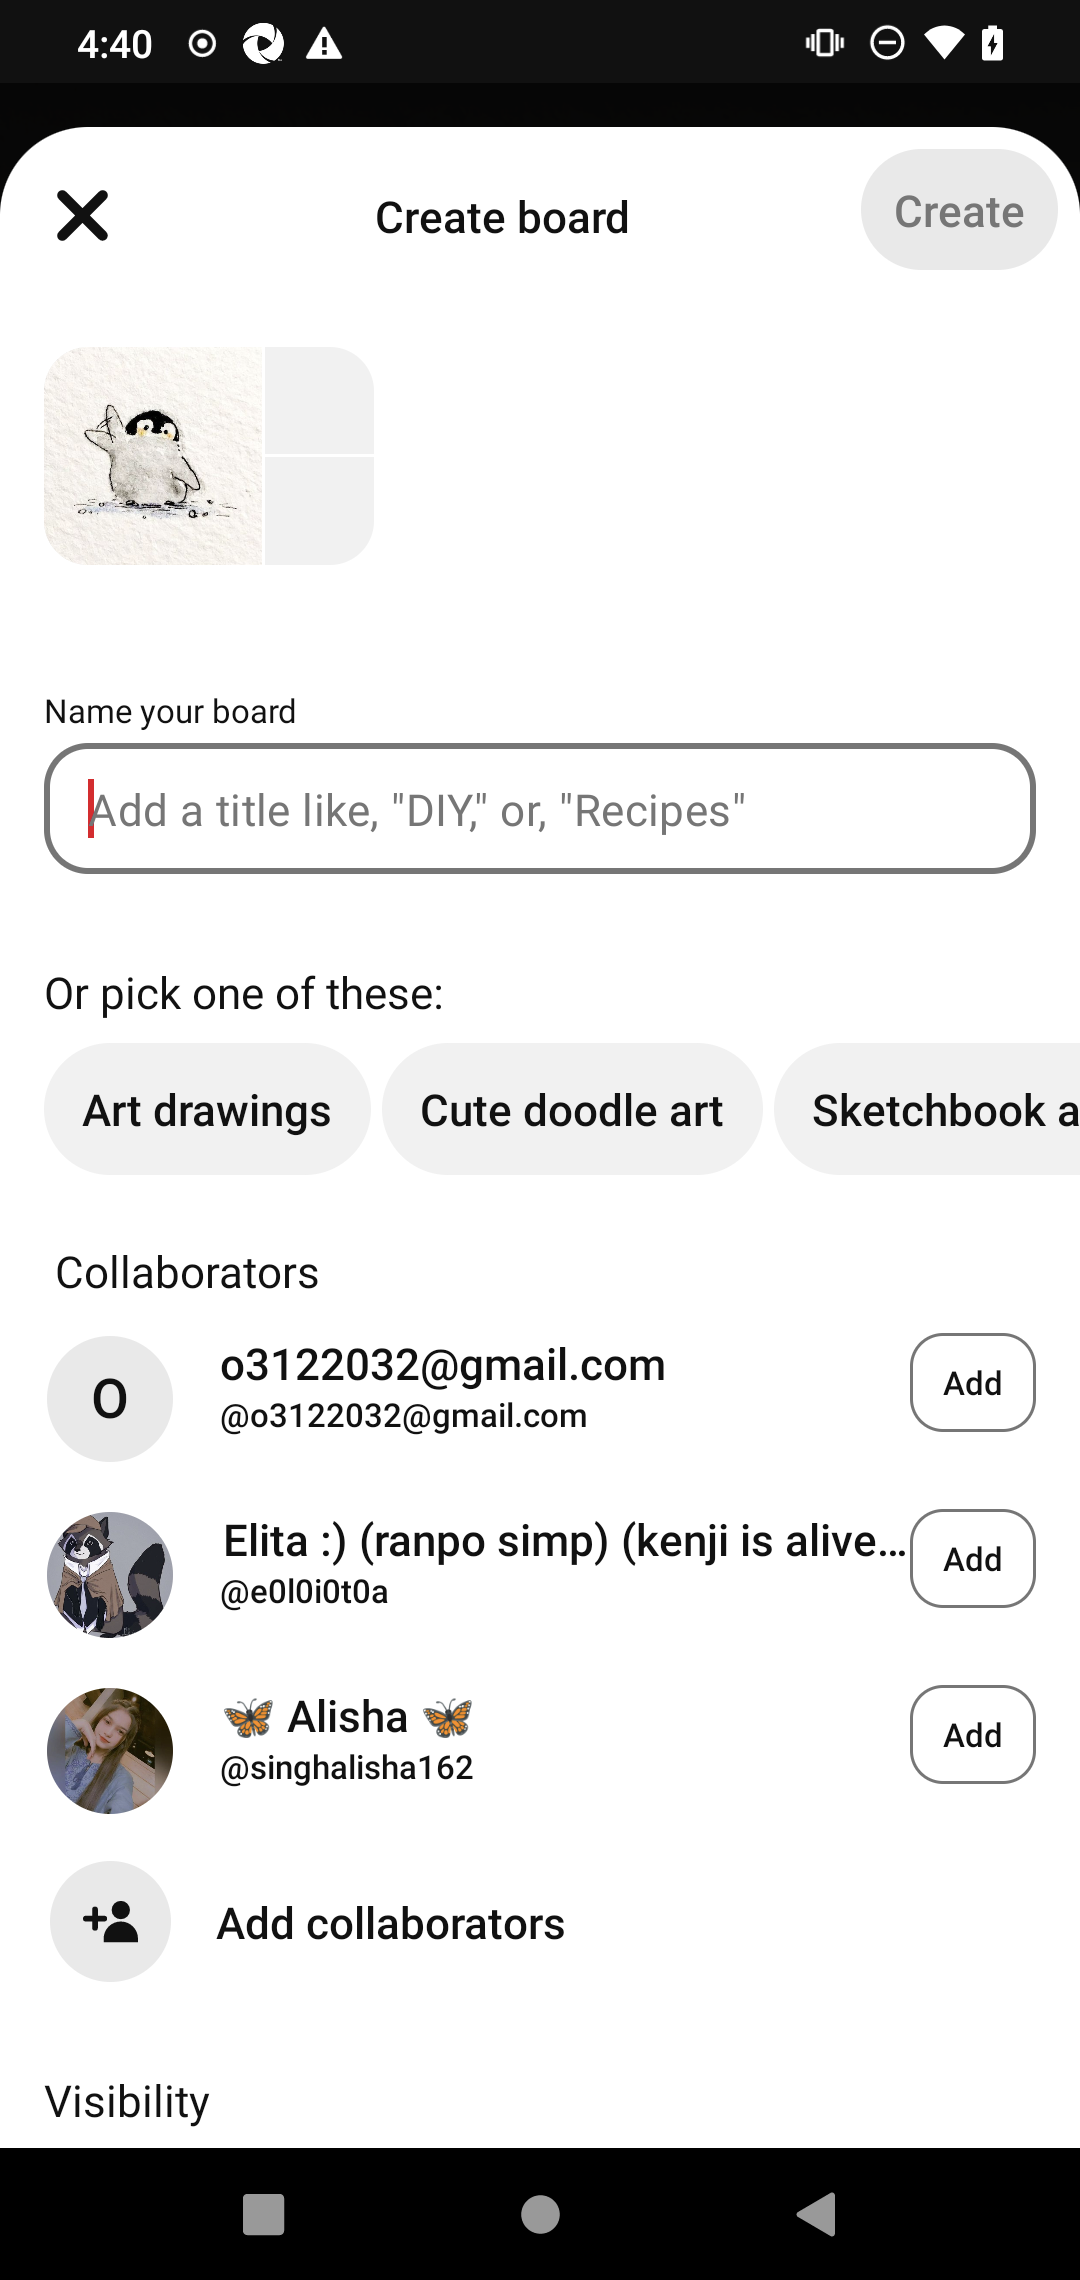 4:40
Create board
Create
Name your board
Add a title like, "DIY," or, "Recipes"
Or pick one of these:
Art drawings
Cute doodle art
Sketchbook a
Collaborators
O
o3122032@gmail.com
@o3122032@gmail.com
Add
Elita :) (ranpo simp) (kenji is alive…
@e0l0i0t0a
Add
🦋 Alisha 🦋
@singhalisha162
Add
Add collaborators
Visibility